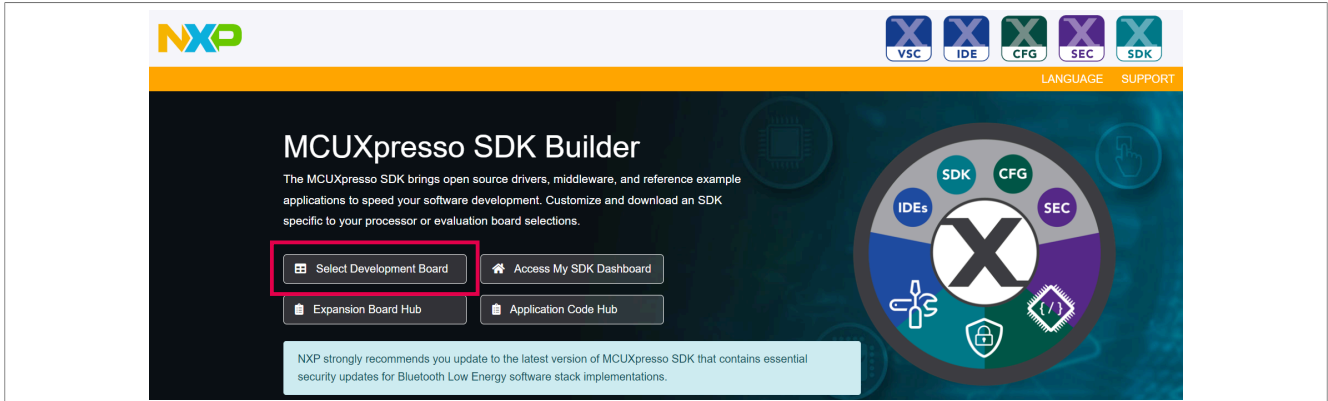 NXP
VSC
IDE
CFG
SEC
SDK
LANGUAGE SUPPORT
MCUXpresso SDK Builder
The MCUXpresso SDK brings open source drivers, middleware, and reference example
applications to speed your software development. Customize and download an SDK
specific to your processor or evaluation board selections.
Select Development Board
Access My SDK Dashboard
Expansion Board Hub
Application Code Hub
NXP strongly recommends you update to the latest version of MCUXpresso SDK that contains essential
security updates for Bluetooth Low Energy software stack implementations.
SDK
CFG
IDEs
SEC
X
{/}